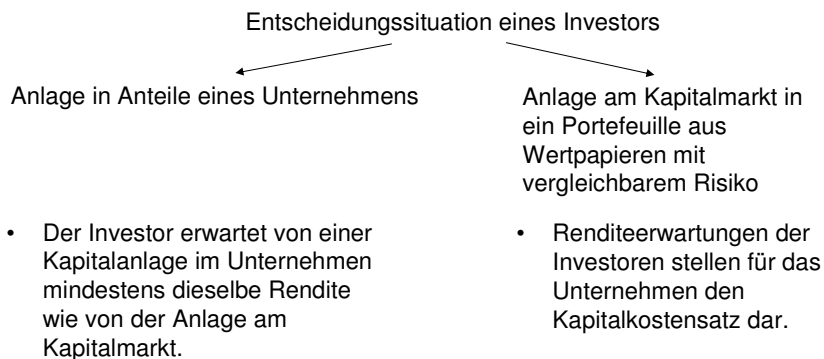 Entscheidungssituation eines Investors
Anlage in Anteile eines Unternehmens
Anlage am Kapitalmarkt in
ein Portefeuille aus
Wertpapieren mit
vergleichbarem Risiko
• Der Investor erwartet von einer
Kapitalanlage im Unternehmen
mindestens dieselbe Rendite
wie von der Anlage am
Kapitalmarkt.
• Renditeerwartungen der
Investoren stellen für das
Unternehmen den
Kapitalkostensatz dar.